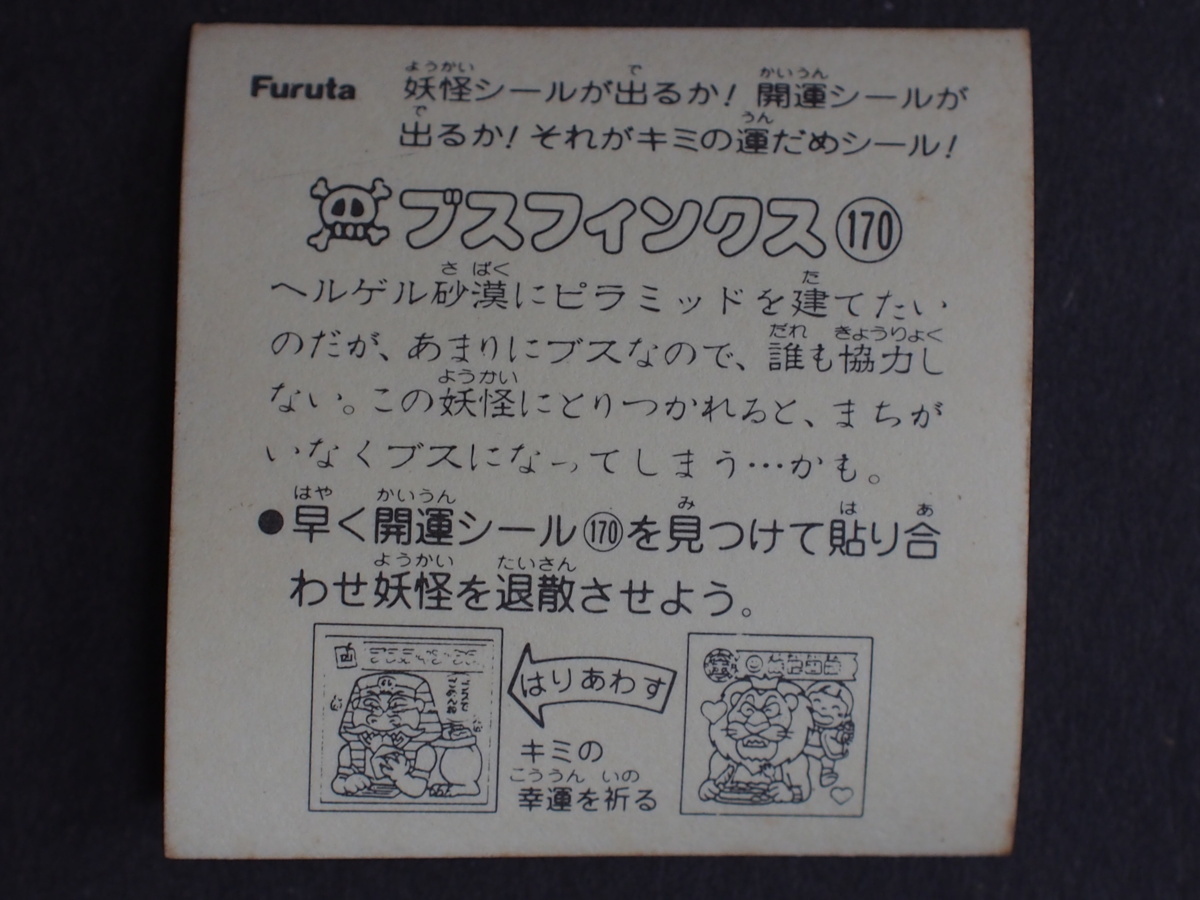 Furuta
妖怪シールが出るか！開運シールが
出るか！それがキミの運だめシール！
ブスフィンクス 170
ヘルゲル砂漠にピラミッドを建てたい
のだが、あまりにブスなので、誰も協力し
ない。この妖怪にとりつかれると、まちが
いなくブスになってしまう…かも。
●早く開運シール170を見つけて貼り合
わせ妖怪を退散させよう。
はりあわす
キミの
幸運を祈る